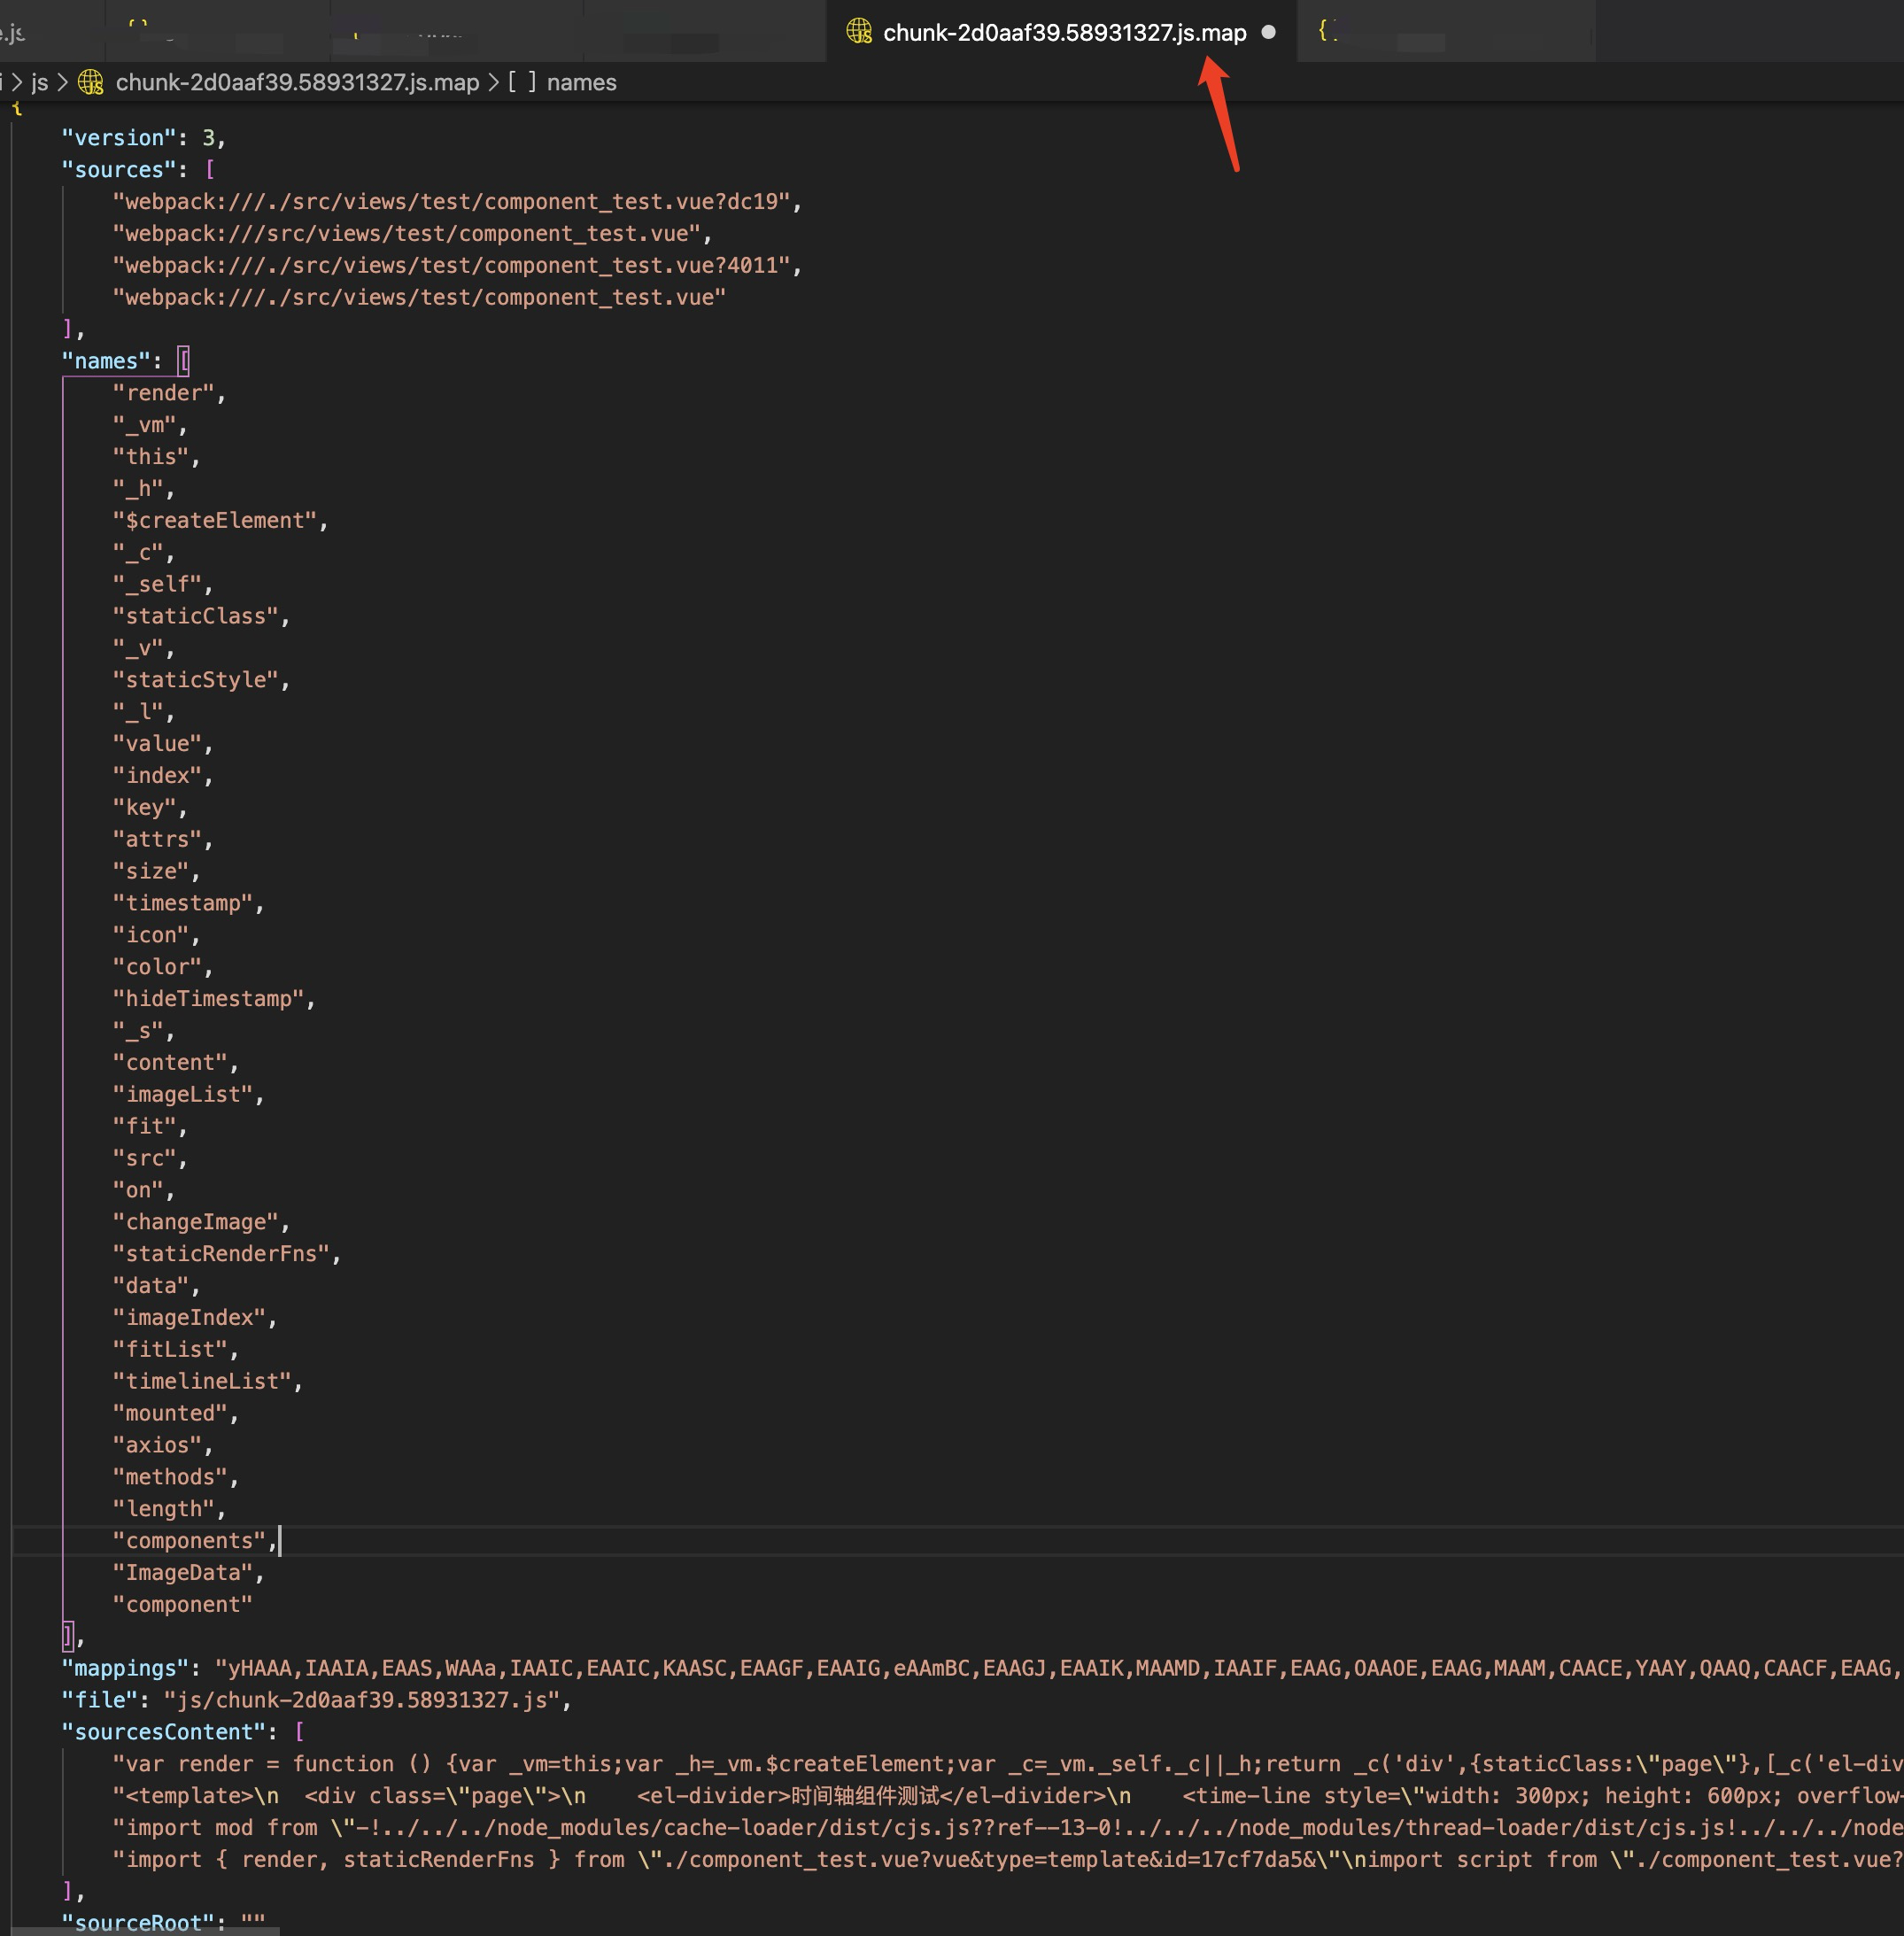 chunk-2d0aaf39.58931327.js.map
js > chunk-2d0aaf39.58931327.js.map > [ ] names
{
"version": 3,
"sources": [
"webpack:///./src/views/test/component_test.vue?dc19",
"webpack:///src/views/test/component_test.vue",
"webpack:///./src/views/test/component_test.vue?4011",
"webpack:///./src/views/test/component_test.vue"
],
"names": [
"render",
"_vm",
"this",
"_h",
"$createElement",
"_c",
"_self",
"staticClass",
"_v",
"staticStyle",
"_l",
"value",
"index",
"key",
"attrs",
"size",
"timestamp",
"icon",
"color",
"hideTimestamp",
"_s",
"content",
"imageList",
"fit",
"src",
"on",
"changeImage",
"staticRenderFns",
"data",
"imageIndex",
"fitList",
"timelineList",
"mounted",
"axios",
"methods",
"length",
"components",
"ImageData",
"component"
],
"mappings": "yHAAA,IAAIA,EAAS,WAAa,IAAIC,EAAIC,KAASC,EAAGF,EAAIG,eAAmBC,EAAGJ,EAAIK,MAAMD,IAAIF,EAAG,OAAOE,EAAG,MAAM,CAACE,YAAY,QAAQ,CAACF,EAAG,
"file": "js/chunk-2d0aaf39.58931327.js",
"sourcesContent": [
"var render = function () {var _vm=this;var _h=_vm.$createElement;var _c=_vm._self._c||_h;return _c('div',{staticClass:\"page\"},[_c('el-div
"<template>\n  <div class=\"page\">\n    <el-divider>时间轴组件测试</el-divider>\n    <time-line style=\"width: 300px; height: 600px; overflow-
"import mod from \"-!../../../node_modules/cache-loader/dist/cjs.js??ref--13-0!../../../node_modules/thread-loader/dist/cjs.js!../../../node
"import { render, staticRenderFns } from \"./component_test.vue?vue&type=template&id=17cf7da5&\"\nimport script from \"./component_test.vue?
],
"sourceRoot": ""